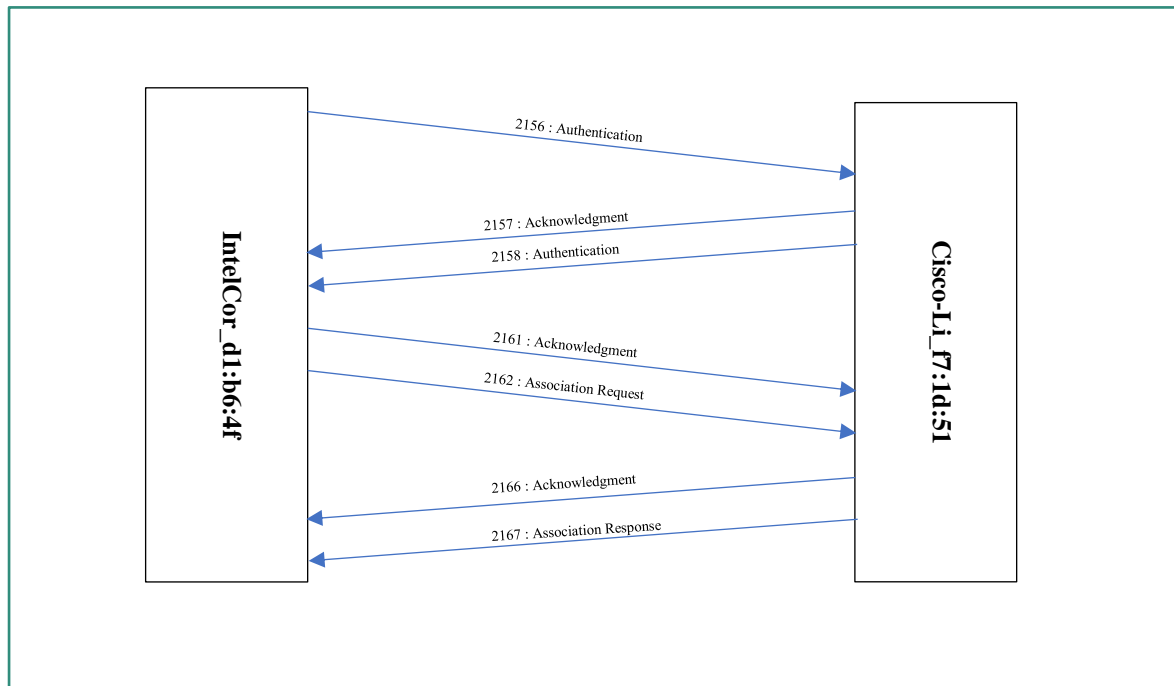 IntelCor_d1:b6:4f
2156 : Authentication
2157 : Acknowledgment
2158 : Authentication
2161 : Acknowledgment
2162 : Association Request
2166 : Acknowledgment
2167 : Association Response
Cisco-Li_f7:1d:51